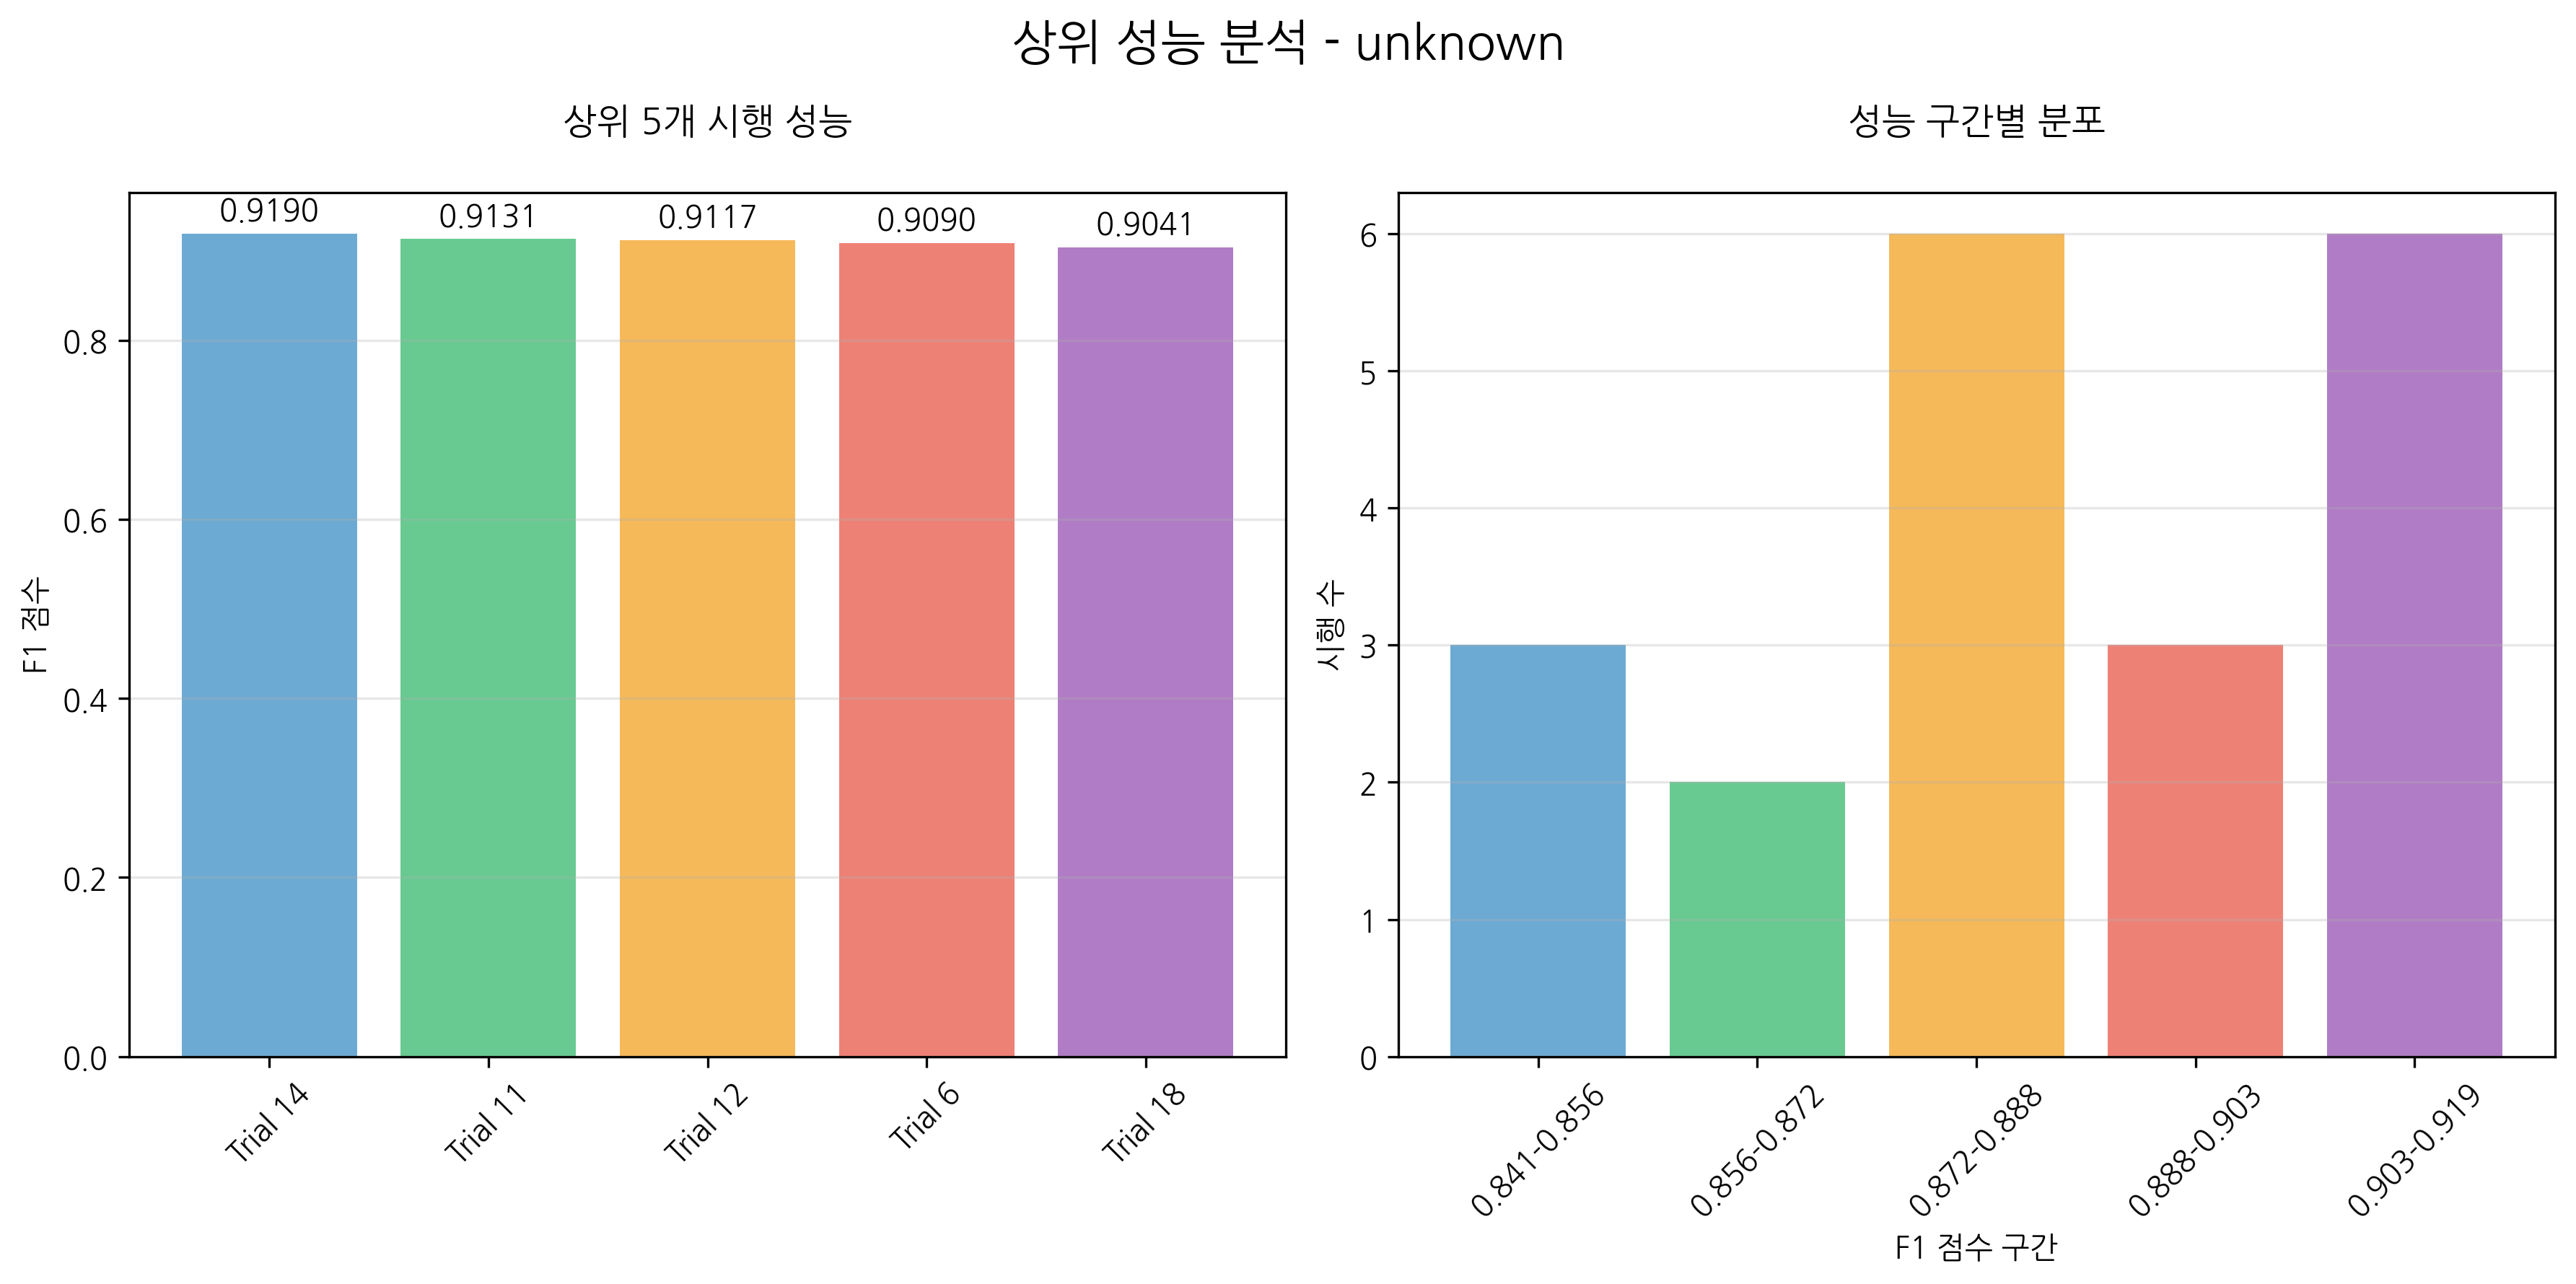 상위 성능 분석 - unknown
상위 5개 시행 성능
F1 점수
0.8
0.6
0.4
0.2
0.0
0.9190
0.9131
0.9117
0.9090
0.9041
Trial 14
Trial 11
Trial 12
Trial 6
Trial 18
성능 구간별 분포
시행 수
6
5
4
3
2
1
0
0.841-0.856
0.856-0.872
0.872-0.888
0.888-0.903
0.903-0.919
F1 점수 구간